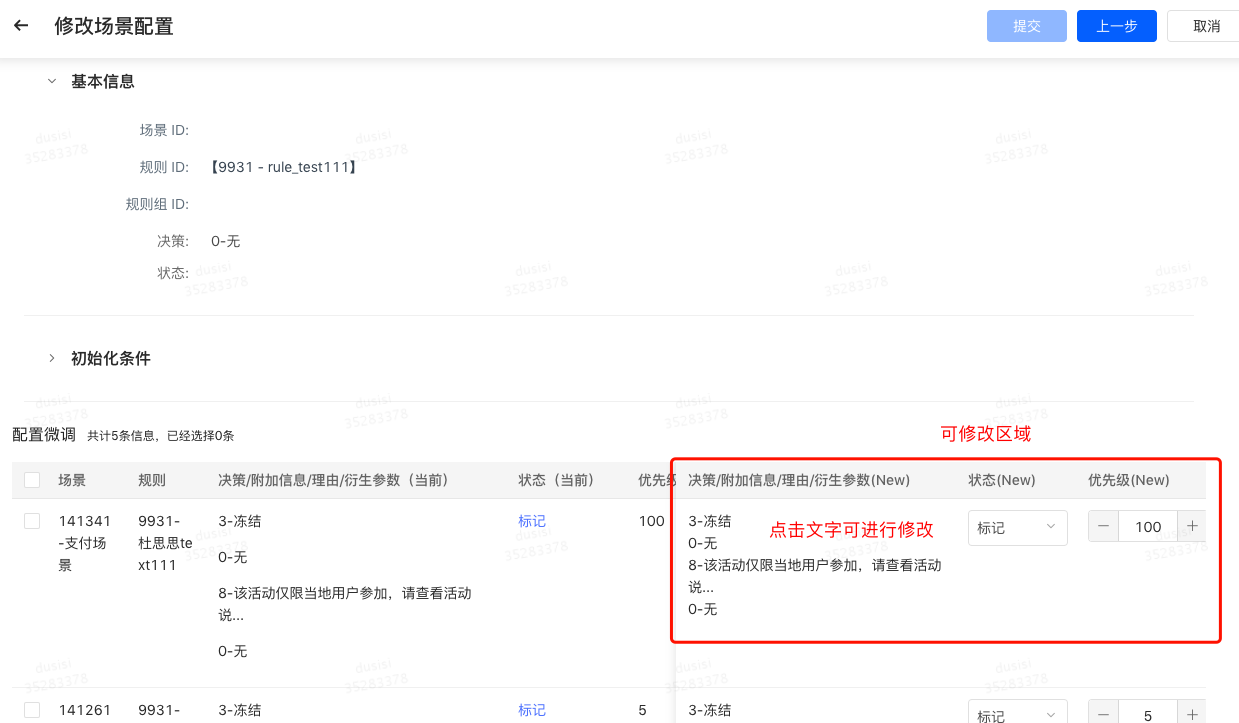 修改场景配置
提交 上一步 取消
基本信息
场景 ID:
规则 ID: 【9931 - rule_test111】
规则组 ID:
决策: 0-无
状态:
初始化条件
配置微调 共计5条信息，已经选择0条
可修改区域
场景 规则 决策/附加信息/理由/衍生参数（当前） 状态（当前） 优先级 决策/附加信息/理由/衍生参数(New) 状态(New) 优先级(New)
141341
-支付场
景
9931-
杜思思te
xt111
3-冻结
0-无
8-该活动仅限当地用户参加，请查看活动
说...
0-无
标记
100
3-冻结
0-无
8-该活动仅限当地用户参加，请查看活动
说...
0-无
点击文字可进行修改
标记
100
141261 9931- 3-冻结 标记 5 3-冻结 标记 5
dusisi
35283378